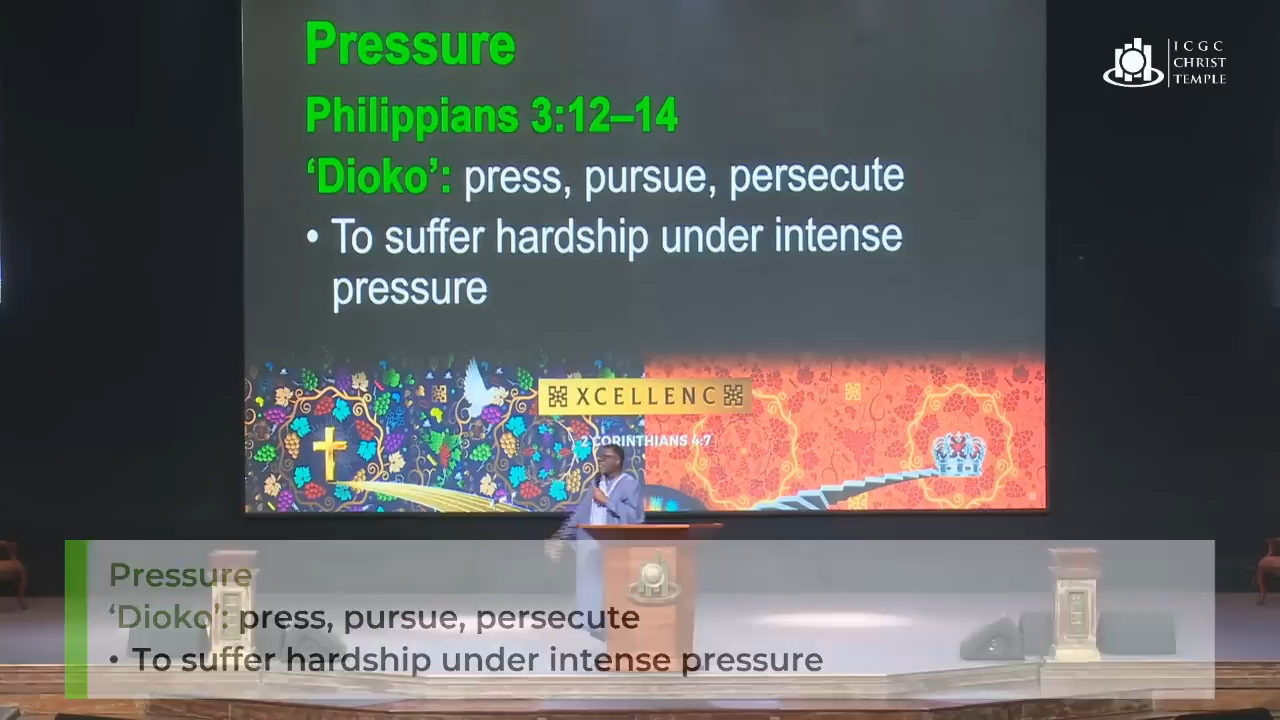 Pressure
Philippians 3:12–14
‘Dioko’: press, pursue, persecute
• To suffer hardship under intense
pressure
ICGC
CHRIST
TEMPLE
XCELLENC
2 CORINTHIANS 4:7
Pressure
‘Dioko’: press, pursue, persecute
• To suffer hardship under intense pressure